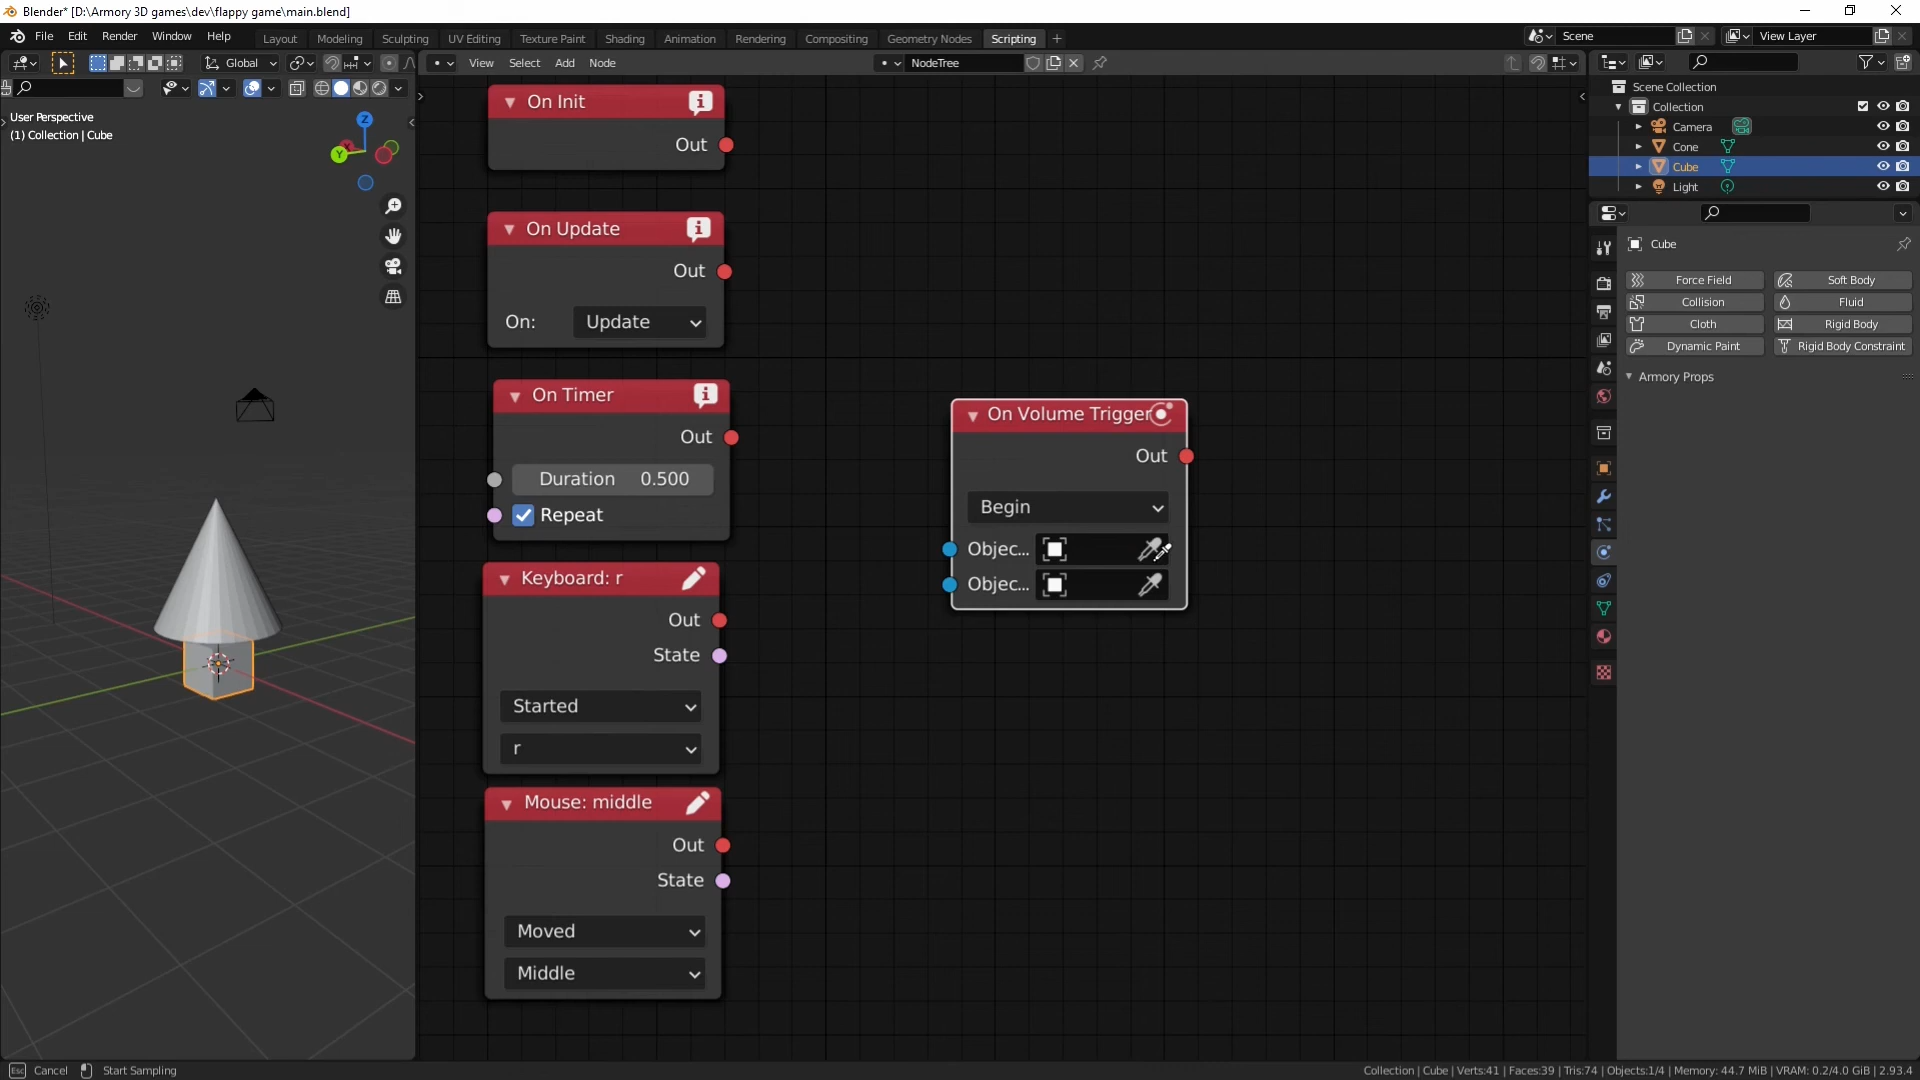 Blender* [D:\Armory 3D games\dev\flappy game\main.blend]
File Edit Render Window Help Layout Modeling Sculpting UV Editing Texture Paint Shading Animation Rendering Compositing Geometry Nodes Scripting + Scene View Layer
Global View Select Add Node NodeTree
User Perspective
(1) Collection | Cube
Z
Y
On Init
Out
On Update
Out
On: Update
On Timer
Out
Duration 0.500
Repeat
Keyboard: r
Out
State
Started
r
Mouse: middle
Out
State
Moved
Middle
On Volume Trigger
Out
Begin
Objec...
Objec...
Scene Collection
Collection
Camera
Cone
Cube
Light
Cube
Force Field Soft Body
Collision Fluid
Cloth Rigid Body
Dynamic Paint Rigid Body Constraint
Armory Props
Esc Cancel Start Sampling Collection | Cube | Verts:41 | Faces:39 | Tris:74 | Objects:1/4 | Memory: 44.7 MiB | VRAM: 0.2/4.0 GiB | 2.93.4